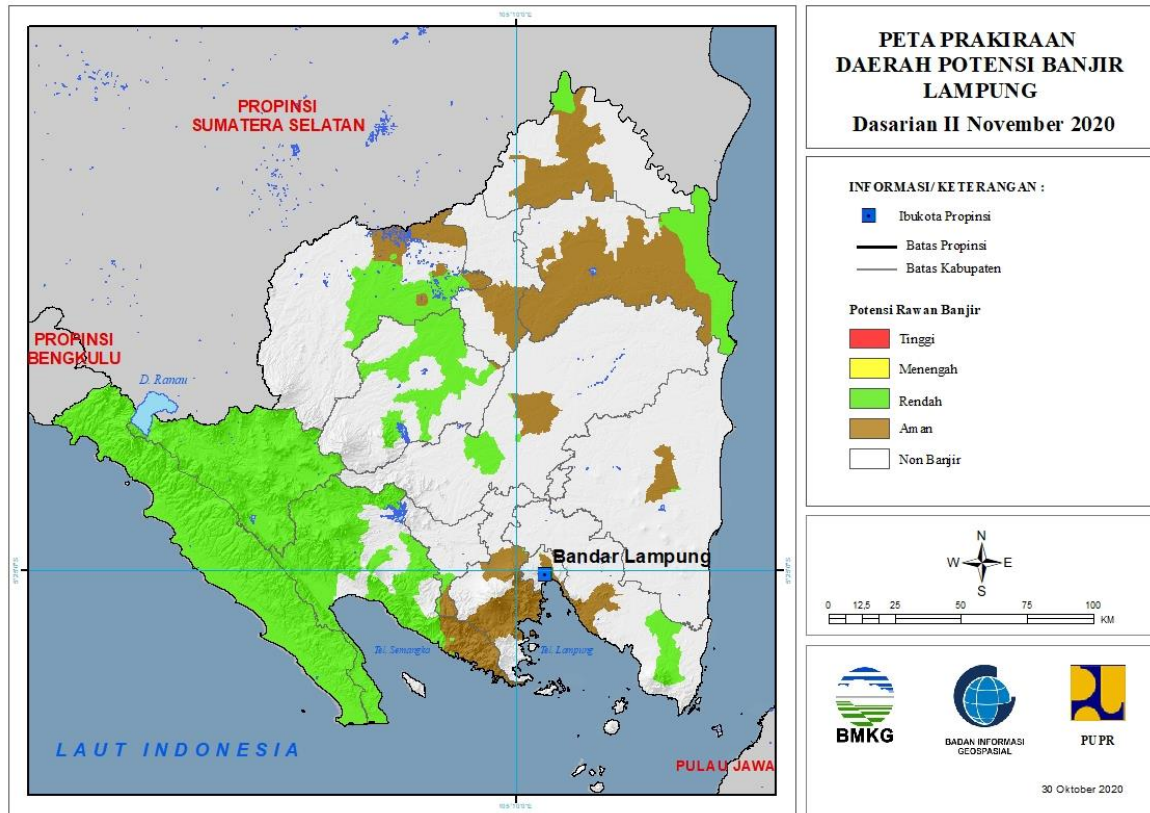 PROPINSI
SUMATERA SELATAN
PROPINSI
BENGKULU
D. Ranau
Bandar Lampung
Tel. Semangka
Tel. Lampung
LAUT INDONESIA
PULAU JAWA
PETA PRAKIRAAN
DAERAH POTENSI BANJIR
LAMPUNG
Dasarian II November 2020
INFORMASI/ KETERANGAN :
Ibukota Propinsi
Batas Propinsi
Batas Kabupaten
Potensi Rawan Banjir
Tinggi
Menengah
Rendah
Aman
Non Banjir
N
W E
S
0 12,5 25 50 75 100
KM
BMKG
BADAN INFORMASI
GEOSPASIAL
PUPR
30 Oktober 2020